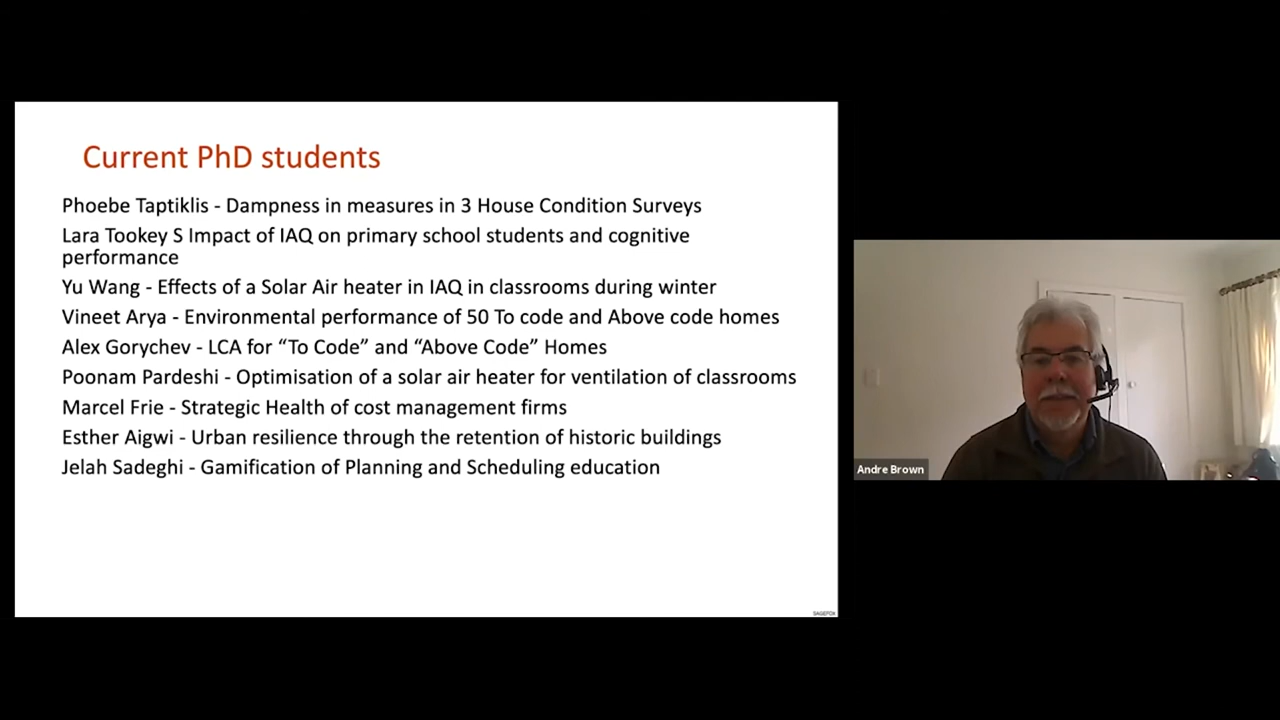 Current PhD students
Phoebe Taptiklis - Dampness in measures in 3 House Condition Surveys
Lara Tookey S Impact of IAQ on primary school students and cognitive
performance
Yu Wang - Effects of a Solar Air heater in IAQ in classrooms during winter
Vineet Arya - Environmental performance of 50 To code and Above code homes
Alex Gorychev - LCA for “To Code” and “Above Code” Homes
Poonam Pardeshi - Optimisation of a solar air heater for ventilation of classrooms
Marcel Frie - Strategic Health of cost management firms
Esther Aigwi - Urban resilience through the retention of historic buildings
Jelah Sadeghi - Gamification of Planning and Scheduling education
Andre Brown